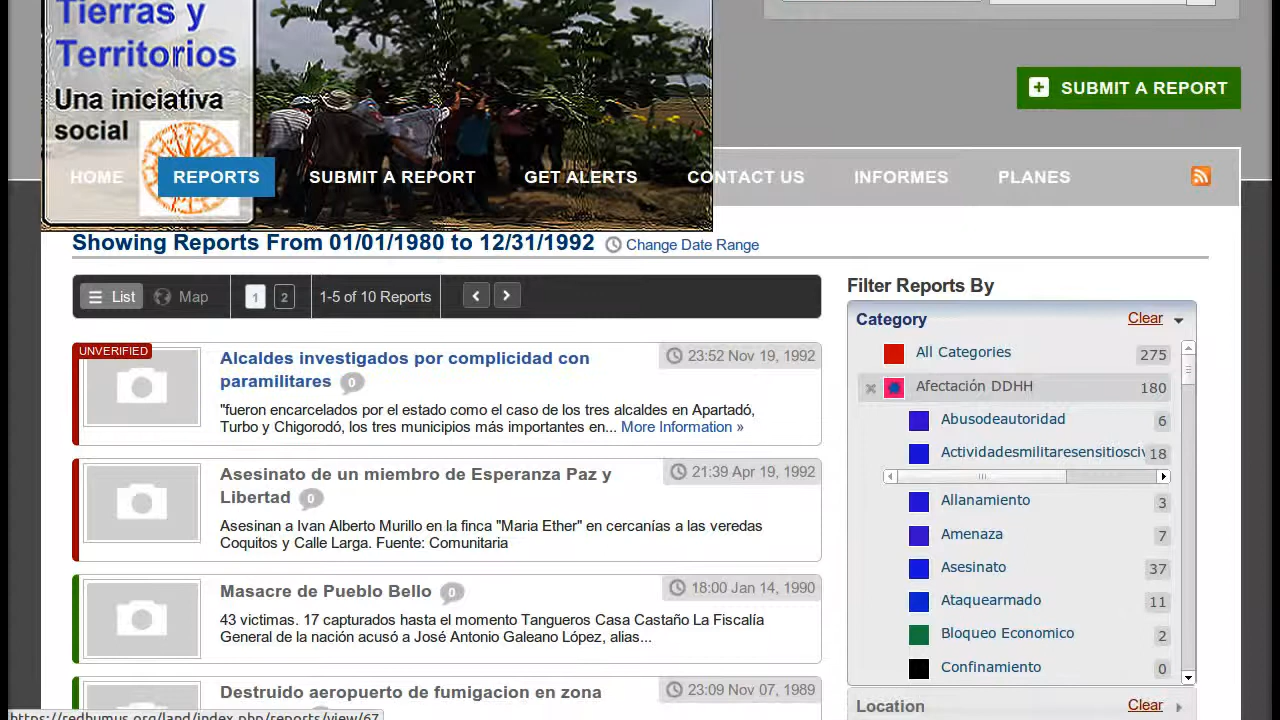 Tierras y
Territorios
Una iniciativa
social
SUBMIT A REPORT
HOME
REPORTS
SUBMIT A REPORT
GET ALERTS
CONTACT US
INFORMES
PLANES
Showing Reports From 01/01/1980 to 12/31/1992
Change Date Range
List
Map
1
2
1-5 of 10 Reports
UNVERIFIED
Alcaldes investigados por complicidad con
paramilitares 0
23:52 Nov 19, 1992
"fueron encarcelados por el estado como el caso de los tres alcaldes en Apartadó,
Turbo y Chigorodó, los tres municipios más importantes en... More Information »
Asesinato de un miembro de Esperanza Paz y
Libertad 0
21:39 Apr 19, 1992
Asesinan a Ivan Alberto Murillo en la finca "Maria Ether" en cercanías a las veredas
Coquitos y Calle Larga. Fuente: Comunitaria
Masacre de Pueblo Bello 0
18:00 Jan 14, 1990
43 victimas. 17 capturados hasta el momento Tangueros Casa Castaño La Fiscalía
General de la nación acusó a José Antonio Galeano López, alias...
Destruido aeropuerto de fumigacion en zona
23:09 Nov 07, 1989
Filter Reports By
Category
Clear
All Categories 275
Afectación DDHH 180
Abusodeautoridad 6
Actividadesmilitaresensitiosciv 18
Allanamiento 3
Amenaza 7
Asesinato 37
Ataquearmado 11
Bloqueo Economico 2
Confinamiento 0
Location
Clear
https://redhumus.org/land/index.php/reports/view/67